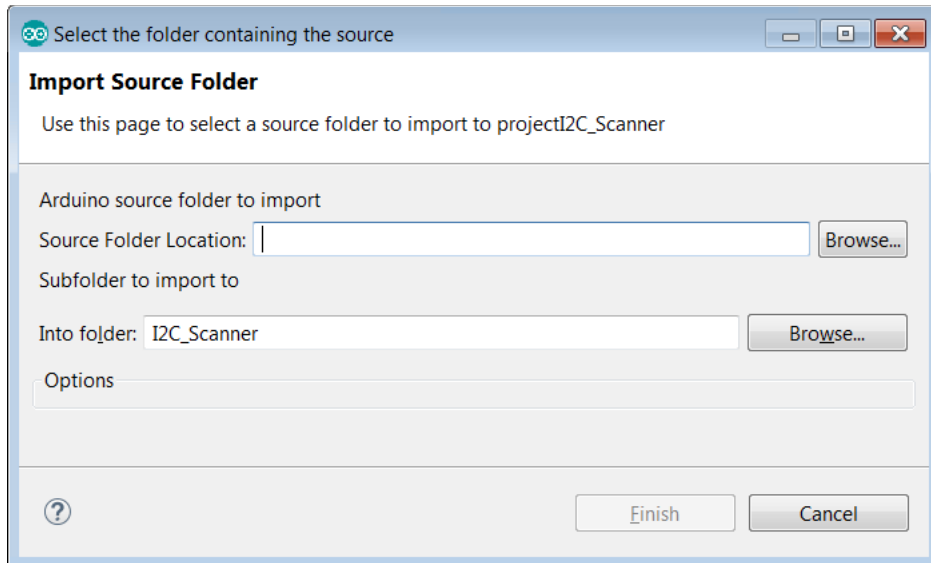 Select the folder containing the source
Import Source Folder
Use this page to select a source folder to import to projectI2C_Scanner
Arduino source folder to import
Source Folder Location: Browse...
Subfolder to import to
Into folder: I2C_Scanner Browse...
Options
? Finish Cancel